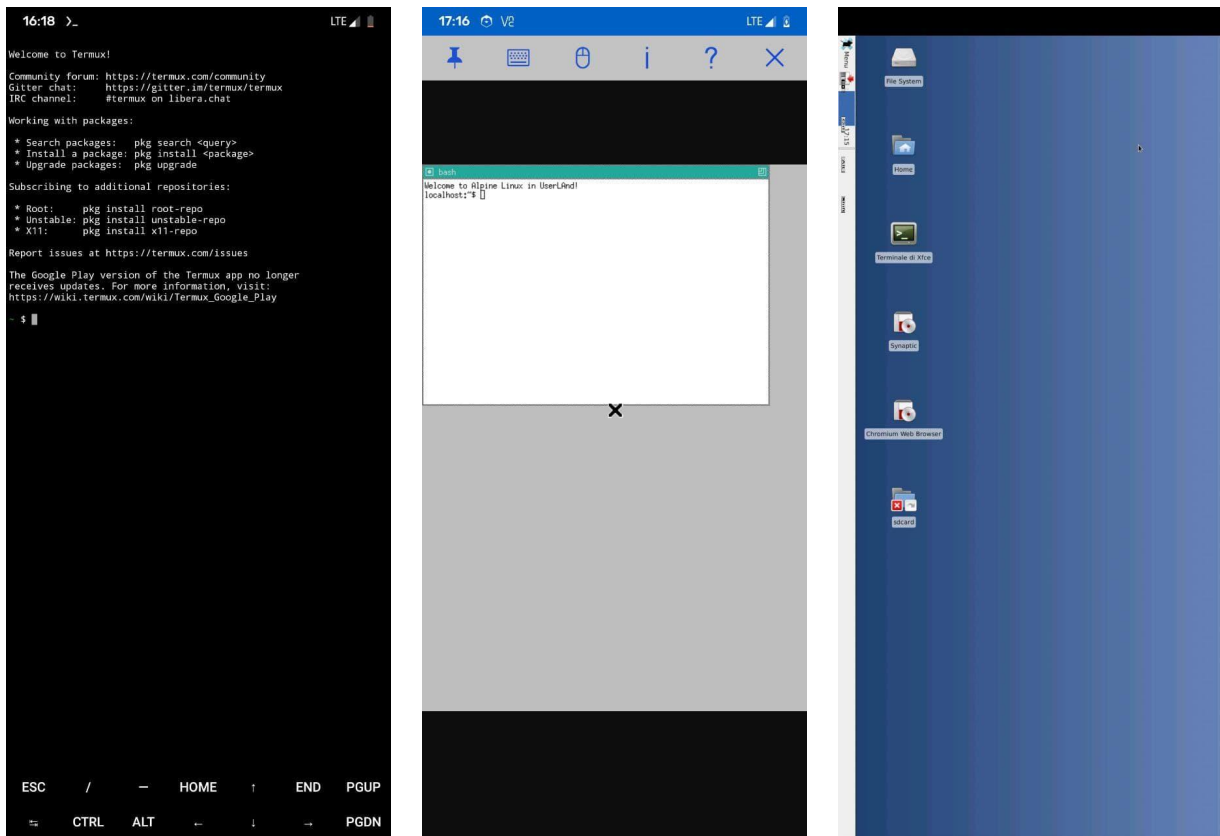 16:18 >_ LTE
Welcome to Termux!
Community forum: https://termux.com/community
Gitter chat: https://gitter.im/termux/termux
IRC channel: #termux on libera.chat
Working with packages:
* Search packages: pkg search <query>
* Install a package: pkg install <package>
* Upgrade packages: pkg upgrade
Subscribing to additional repositories:
* Root: pkg install root-repo
* Unstable: pkg install unstable-repo
* X11: pkg install x11-repo
Report issues at https://termux.com/issues
The Google Play version of the Termux app no longer
receives updates. For more information, visit:
https://wiki.termux.com/wiki/Termux_Google_Play
~ $
ESC / — HOME ↑ END PGUP
CTRL ALT ← ↓ → PGDN
17:16 LTE
i ? ×
bash
Welcome to Alpine Linux in UserLAnd!
localhost:~$
Menu
17:15
File System
Home
Terminale di Xfce
Synaptic
Chromium Web Browser
sdcard